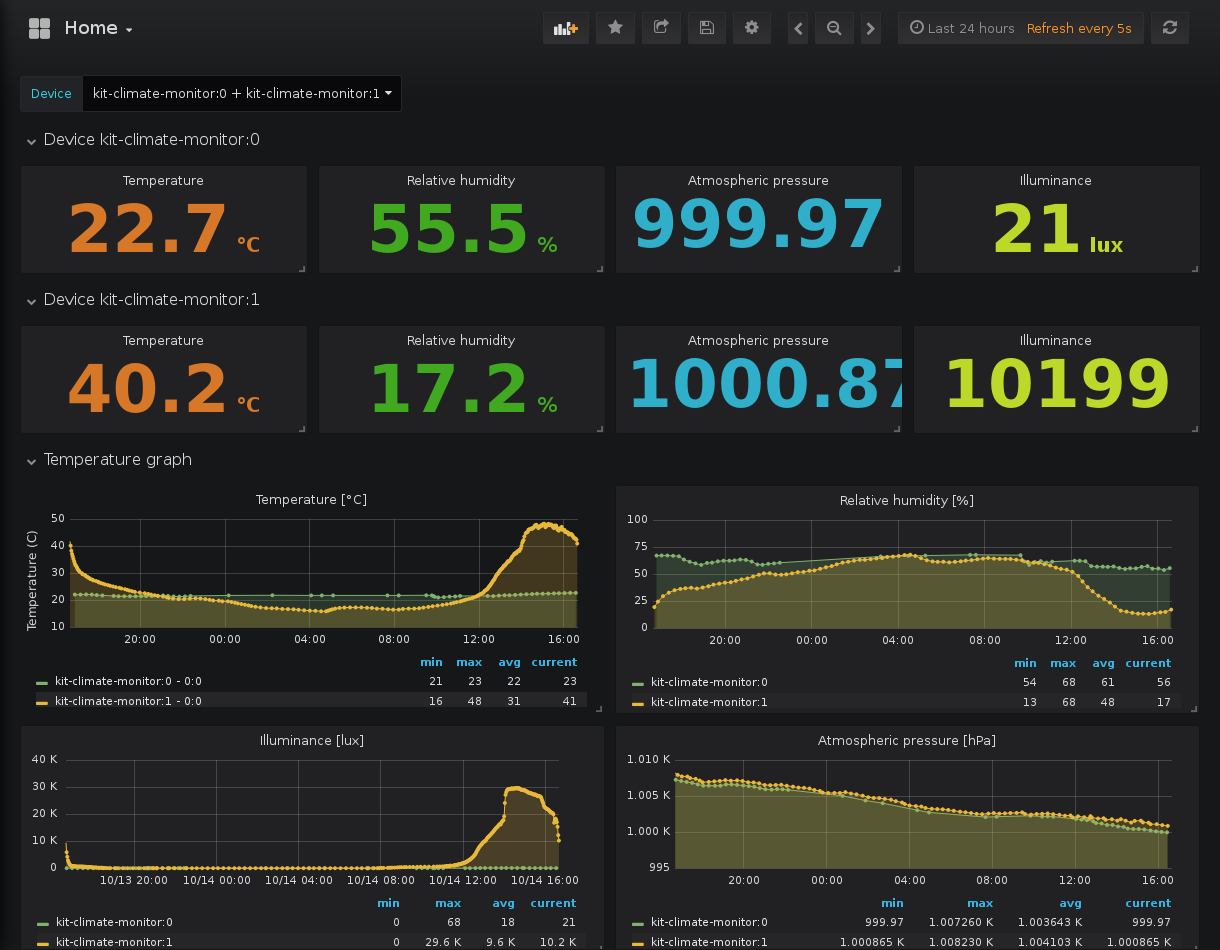 Home
Last 24 hours Refresh every 5s
Device kit-climate-monitor:0 + kit-climate-monitor:1
Device kit-climate-monitor:0
Temperature Relative humidity Atmospheric pressure Illuminance
22.7 °C 55.5 % 999.97 21 lux
Device kit-climate-monitor:1
Temperature Relative humidity Atmospheric pressure Illuminance
40.2 °C 17.2 % 1000.87 10199
Temperature graph
Temperature [°C]
Temperature (C)
50
40
30
20
10
20:00 00:00 04:00 08:00 12:00 16:00
min max avg current
kit-climate-monitor:0 - 0:0 21 23 22 23
kit-climate-monitor:1 - 0:0 16 48 31 41
Relative humidity [%]
100
75
50
25
0
20:00 00:00 04:00 08:00 12:00 16:00
min max avg current
kit-climate-monitor:0 54 68 61 56
kit-climate-monitor:1 13 68 48 17
Illuminance [lux]
40 K
30 K
20 K
10 K
0
10/13 20:00 10/14 00:00 10/14 04:00 10/14 08:00 10/14 12:00 10/14 16:00
min max avg current
kit-climate-monitor:0 0 68 18 21
kit-climate-monitor:1 0 29.6 K 9.6 K 10.2 K
Atmospheric pressure [hPa]
1.010 K
1.005 K
1.000 K
995
20:00 00:00 04:00 08:00 12:00 16:00
min max avg current
kit-climate-monitor:0 999.97 1.007260 K 1.003643 K 999.97
kit-climate-monitor:1 1.000865 K 1.008230 K 1.004103 K 1.000865 K